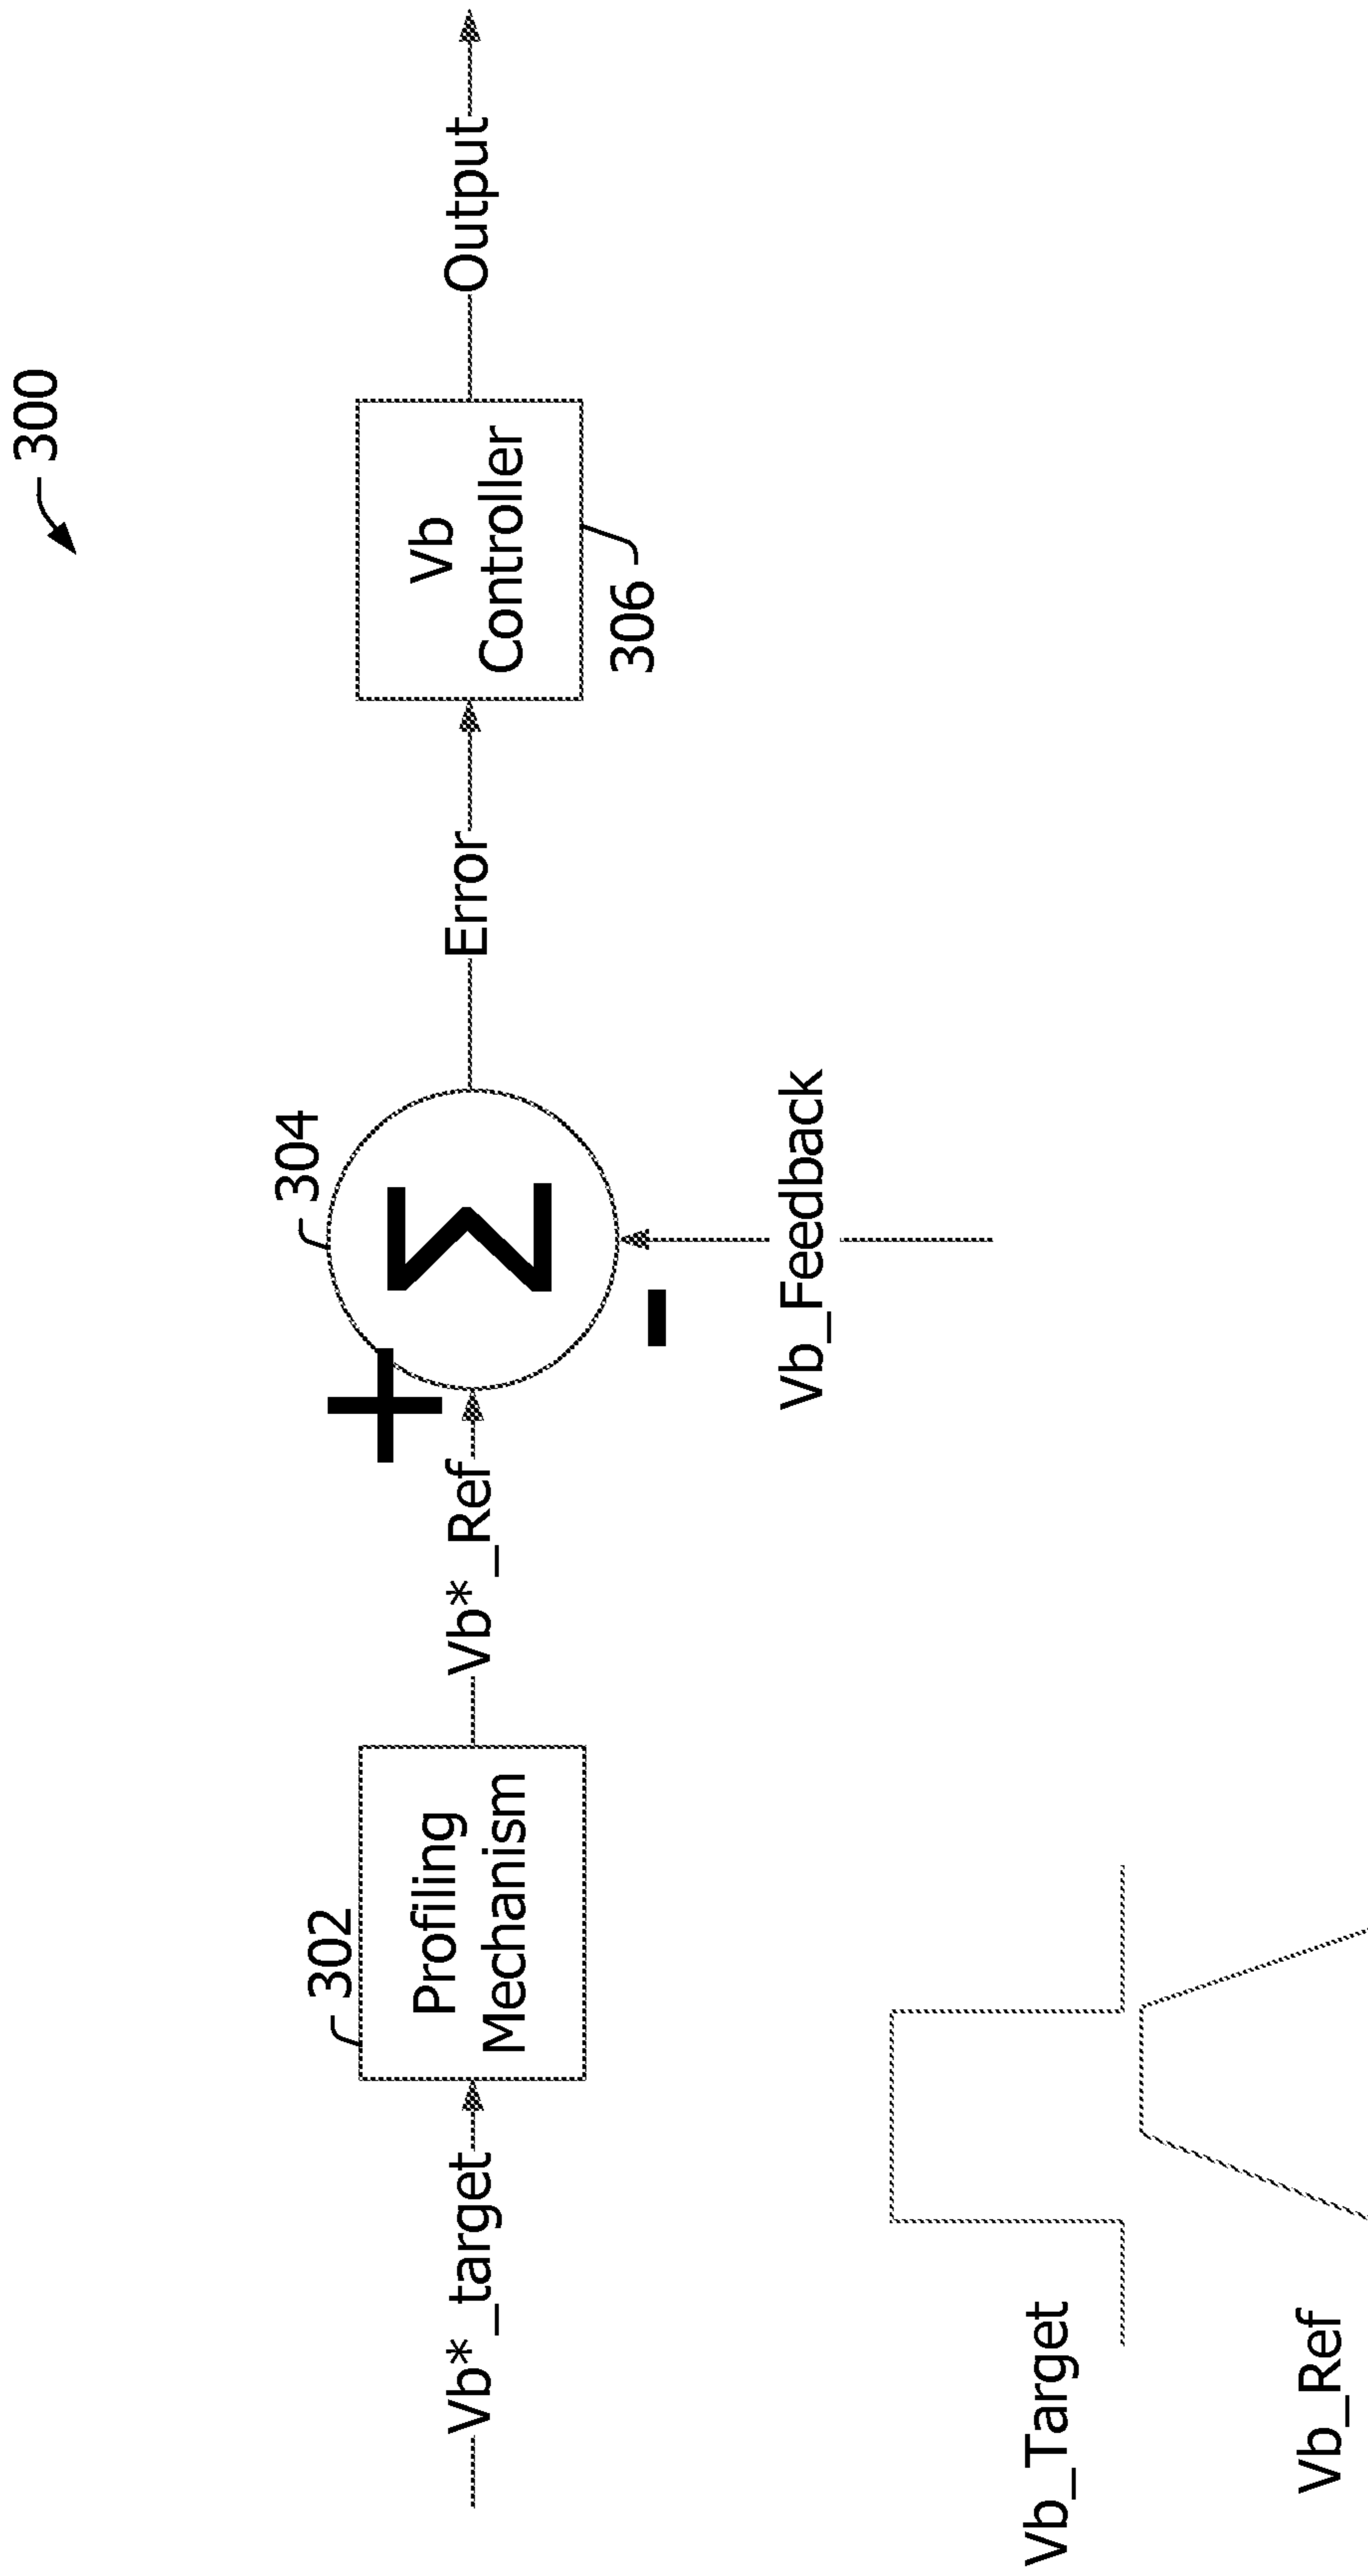 300
Vb*_target
302
Profiling
Mechanism
Vb*_Ref
+
304
Σ
-
Vb_Feedback
Error
Vb
Controller
306
Output
Vb_Target
Vb_Ref